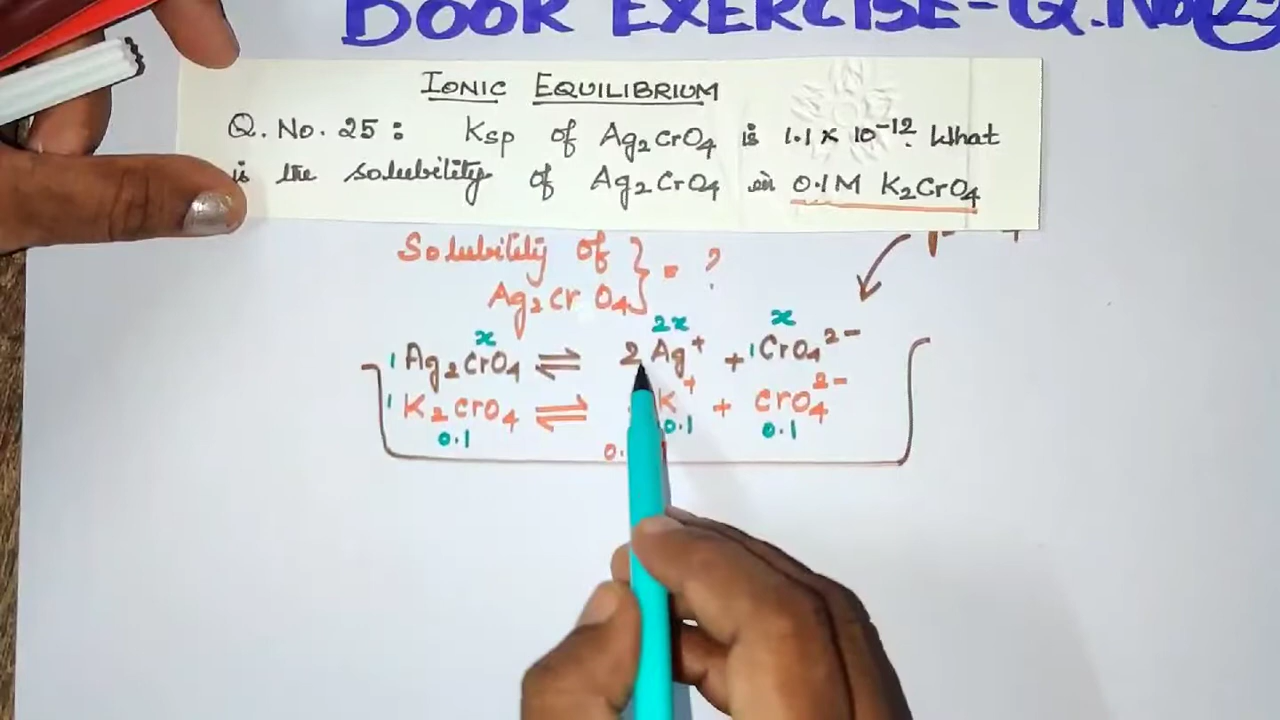 BOOK EXERCISE-Q.No
IONIC EQUILIBRIUM
Q. No. 25 : Ksp of Ag2CrO4 is 1.1 x 10-12. What
is the solubility of Ag2CrO4 in 0.1M K2CrO4
Solubility of
Ag2CrO4 } = ?
x 2x x
1 Ag2CrO4 ⇌ 2Ag+ + 1CrO4 2-
1 K2CrO4 ⇌ K+ + CrO4 2-
0.1 0.1 0.1
0.